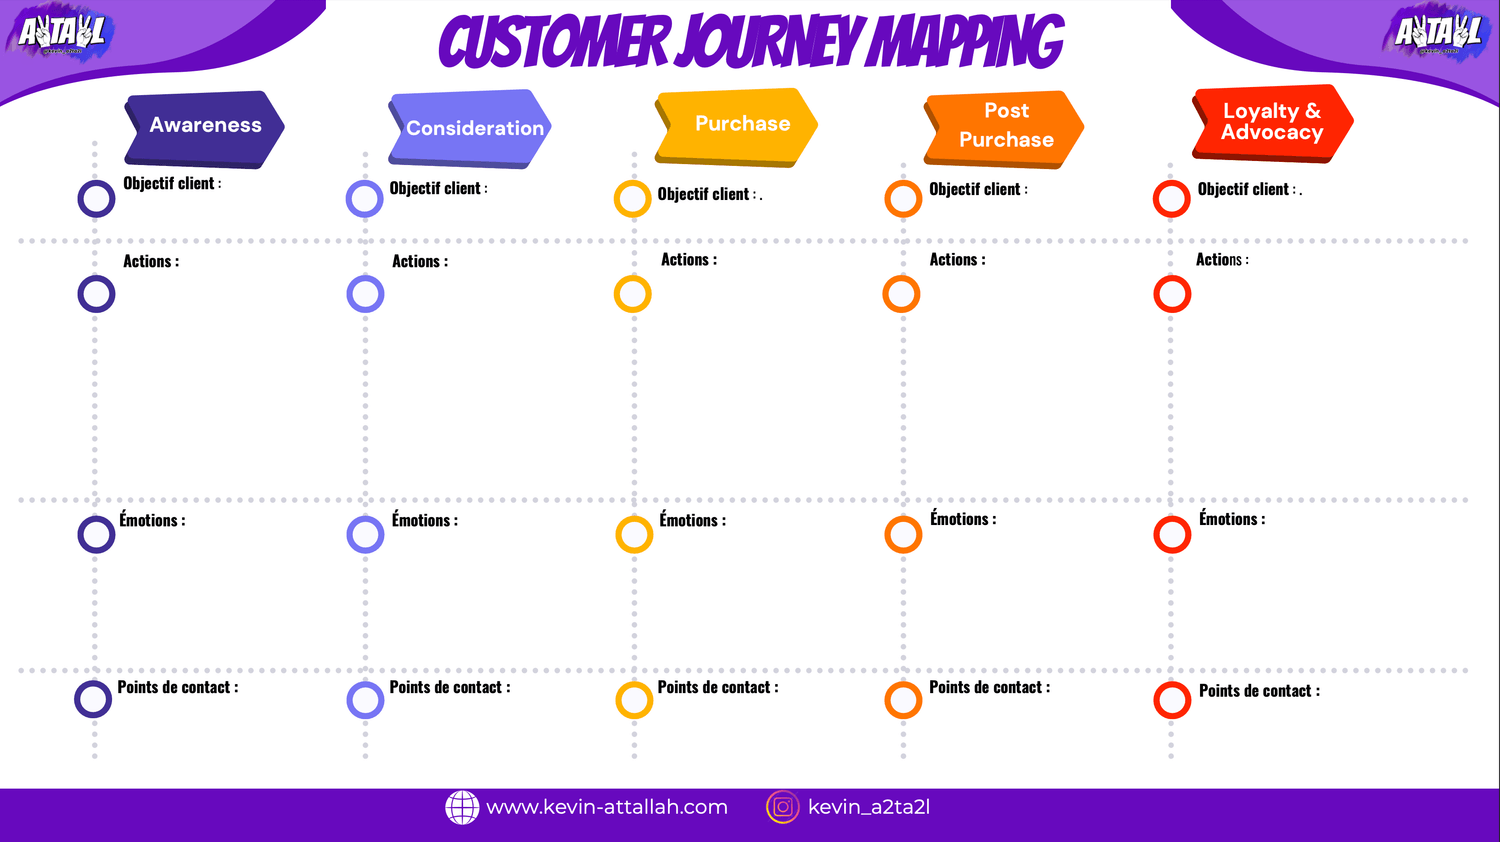 CUSTOMER JOURNEY MAPPING
Awareness
Consideration
Purchase
Post
Purchase
Loyalty &
Advocacy
Objectif client :
Objectif client :
Objectif client : .
Objectif client :
Objectif client : .
Actions :
Actions :
Actions :
Actions :
Actions :
Émotions :
Émotions :
Émotions :
Émotions :
Émotions :
Points de contact :
Points de contact :
Points de contact :
Points de contact :
Points de contact :
www.kevin-attallah.com
kevin_a2ta2l